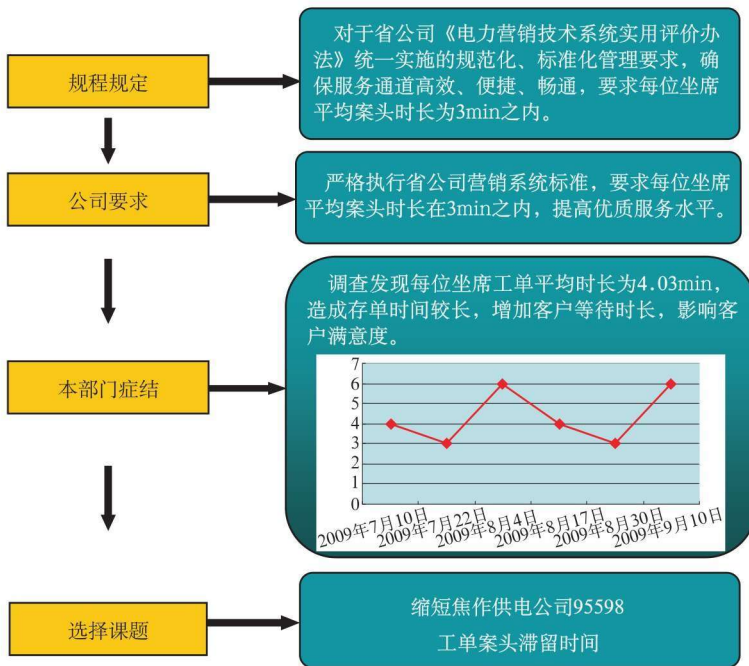 规程规定
对于省公司《电力营销技术系统实用评价办
法》统一实施的规范化、标准化管理要求，确
保服务通道高效、便捷、畅通，要求每位坐席
平均案头时长为3min之内。
公司要求
严格执行省公司营销系统标准，要求每位坐席
平均案头时长在3min之内，提高优质服务水平。
本部门症结
调查发现每位坐席工单平均时长为4.03min，
造成存单时间较长，增加客户等待时长，影响客
户满意度。
7
6
5
4
3
2
1
0
2009年7月10日
2009年7月22日
2009年8月4日
2009年8月17日
2009年8月30日
2009年9月10日
选择课题
缩短焦作供电公司95598
工单案头滞留时间